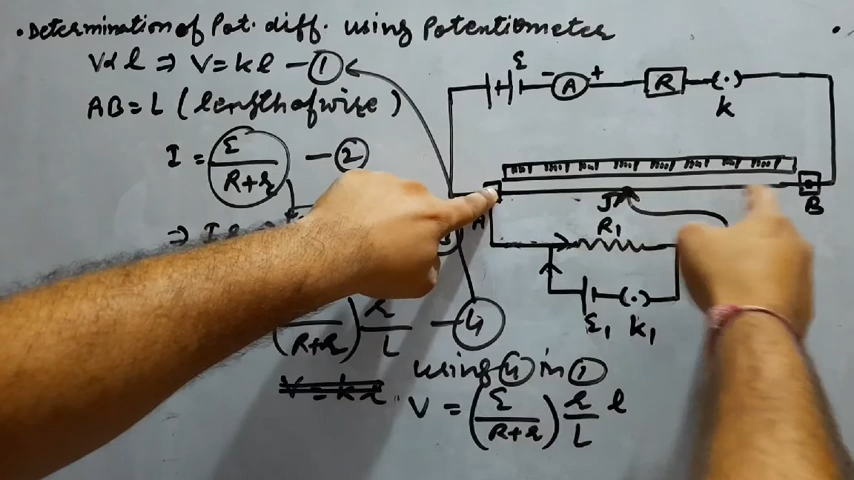 • Determination of Pot. diff. using Potentiometer
V α l ⇒ V = kl — ①
AB = L (length of wire)
I = ε/(R+r) — ②
⇒ I
/(R+r)) r/L — ④
using ④ in ①
V = (ε/(R+r)) r/L l
ε
− A +
R
K
A
J
B
R₁
ε₁ K₁